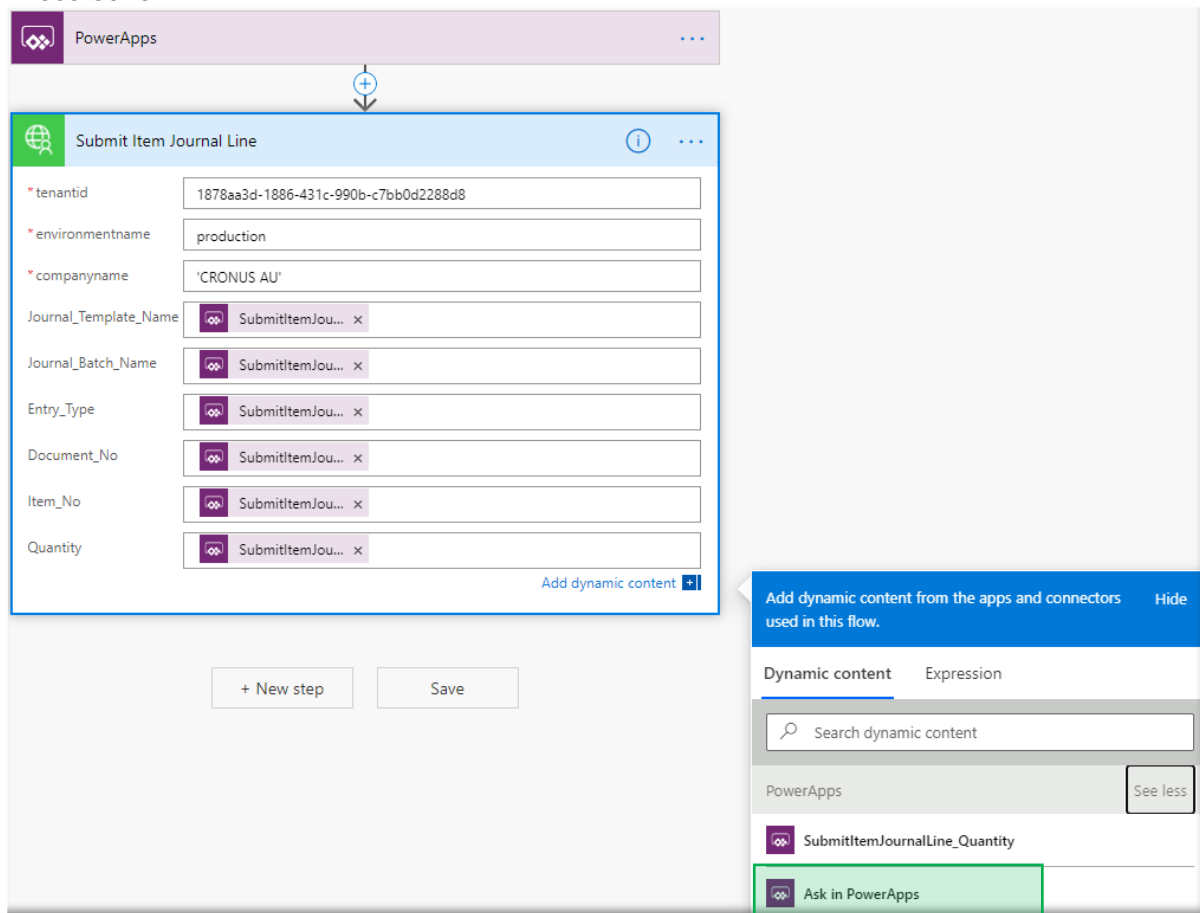 PowerApps
Submit Item Journal Line
*tenantid 1878aa3d-1886-431c-990b-c7bb0d2288d8
*environmentname production
*companyname 'CRONUS AU'
Journal_Template_Name SubmitItemJou... ×
Journal_Batch_Name SubmitItemJou... ×
Entry_Type SubmitItemJou... ×
Document_No SubmitItemJou... ×
Item_No SubmitItemJou... ×
Quantity SubmitItemJou... ×
Add dynamic content
+ New step Save
Add dynamic content from the apps and connectors Hide
used in this flow.
Dynamic content Expression
Search dynamic content
PowerApps See less
SubmitItemJournalLine_Quantity
Ask in PowerApps